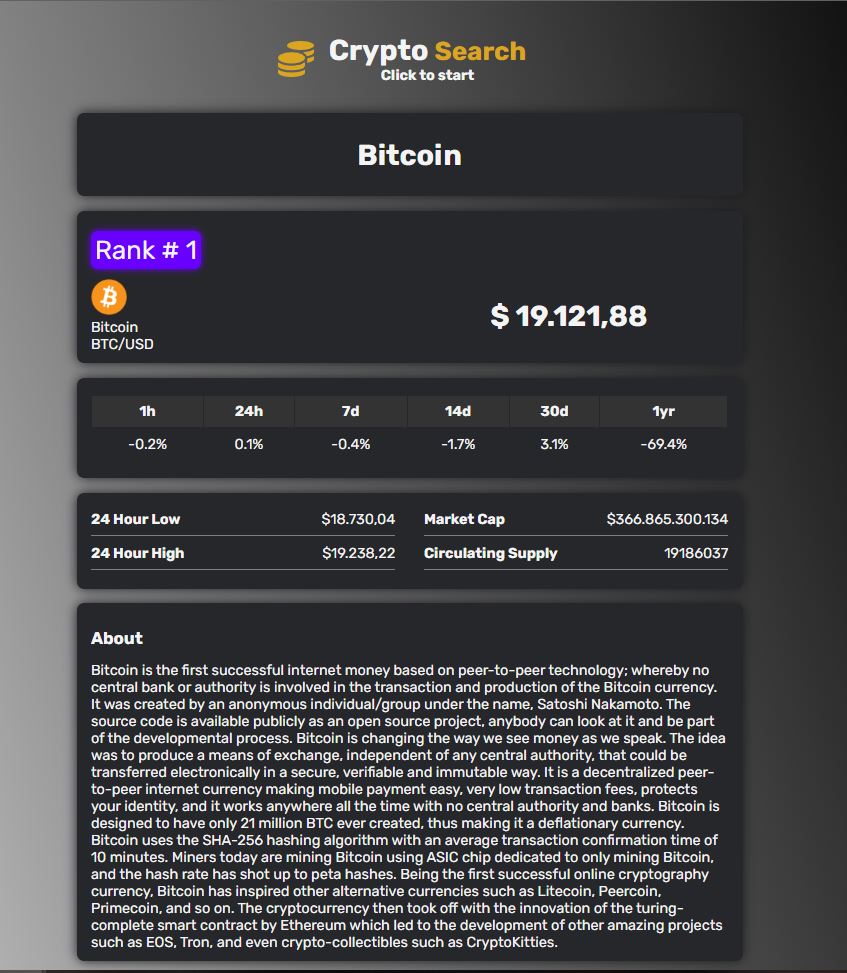 Crypto Search
Click to start
Bitcoin
Rank # 1
Bitcoin
BTC/USD
$ 19.121,88
1h 24h 7d 14d 30d 1yr
-0.2% 0.1% -0.4% -1.7% 3.1% -69.4%
24 Hour Low $18.730,04 Market Cap $366.865.300.134
24 Hour High $19.238,22 Circulating Supply 19186037
About
Bitcoin is the first successful internet money based on peer-to-peer technology; whereby no
central bank or authority is involved in the transaction and production of the Bitcoin currency.
It was created by an anonymous individual/group under the name, Satoshi Nakamoto. The
source code is available publicly as an open source project, anybody can look at it and be part
of the developmental process. Bitcoin is changing the way we see money as we speak. The idea
was to produce a means of exchange, independent of any central authority, that could be
transferred electronically in a secure, verifiable and immutable way. It is a decentralized peer-
to-peer internet currency making mobile payment easy, very low transaction fees, protects
your identity, and it works anywhere all the time with no central authority and banks. Bitcoin is
designed to have only 21 million BTC ever created, thus making it a deflationary currency.
Bitcoin uses the SHA-256 hashing algorithm with an average transaction confirmation time of
10 minutes. Miners today are mining Bitcoin using ASIC chip dedicated to only mining Bitcoin,
and the hash rate has shot up to peta hashes. Being the first successful online cryptography
currency, Bitcoin has inspired other alternative currencies such as Litecoin, Peercoin,
Primecoin, and so on. The cryptocurrency then took off with the innovation of the turing-
complete smart contract by Ethereum which led to the development of other amazing projects
such as EOS, Tron, and even crypto-collectibles such as CryptoKitties.